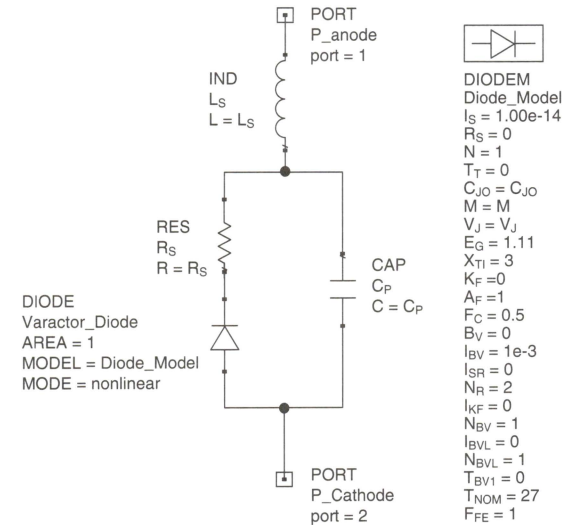 PORT
P_anode
port = 1
IND
LS
L = LS
RES
RS
R = RS
CAP
CP
C = CP
DIODE
Varactor_Diode
AREA = 1
MODEL = Diode_Model
MODE = nonlinear
PORT
P_Cathode
port = 2
DIODEM
Diode_Model
IS = 1.00e-14
RS = 0
N = 1
TT = 0
CJO = CJO
M = M
VJ = VJ
EG = 1.11
XTI = 3
KF =0
AF =1
FC = 0.5
BV = 0
IBV = 1e-3
ISR = 0
NR = 2
IKF = 0
NBV = 1
IBVL = 0
NBVL = 1
TBV1 = 0
TNOM = 27
FFE = 1